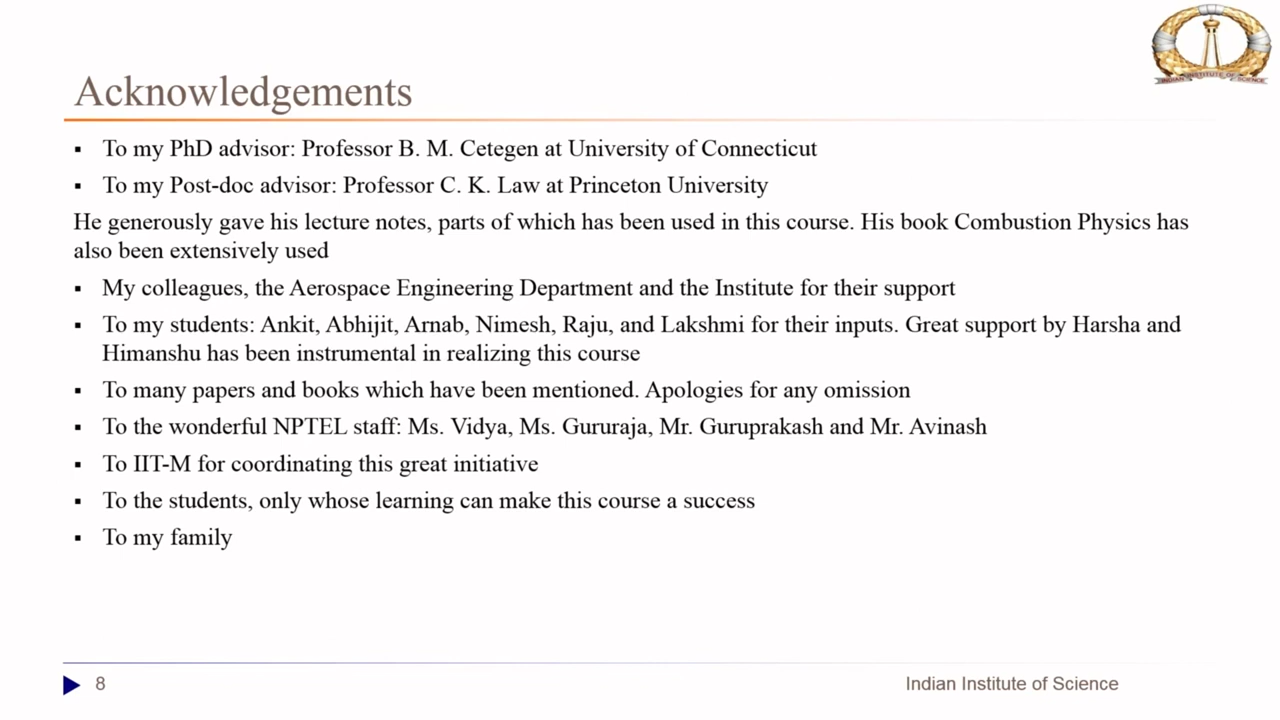 INDIAN INSTITUTE OF SCIENCE
Acknowledgements
▪ To my PhD advisor: Professor B. M. Cetegen at University of Connecticut
▪ To my Post-doc advisor: Professor C. K. Law at Princeton University
He generously gave his lecture notes, parts of which has been used in this course. His book Combustion Physics has
also been extensively used
▪ My colleagues, the Aerospace Engineering Department and the Institute for their support
▪ To my students: Ankit, Abhijit, Arnab, Nimesh, Raju, and Lakshmi for their inputs. Great support by Harsha and
Himanshu has been instrumental in realizing this course
▪ To many papers and books which have been mentioned. Apologies for any omission
▪ To the wonderful NPTEL staff: Ms. Vidya, Ms. Gururaja, Mr. Guruprakash and Mr. Avinash
▪ To IIT-M for coordinating this great initiative
▪ To the students, only whose learning can make this course a success
▪ To my family
8
Indian Institute of Science